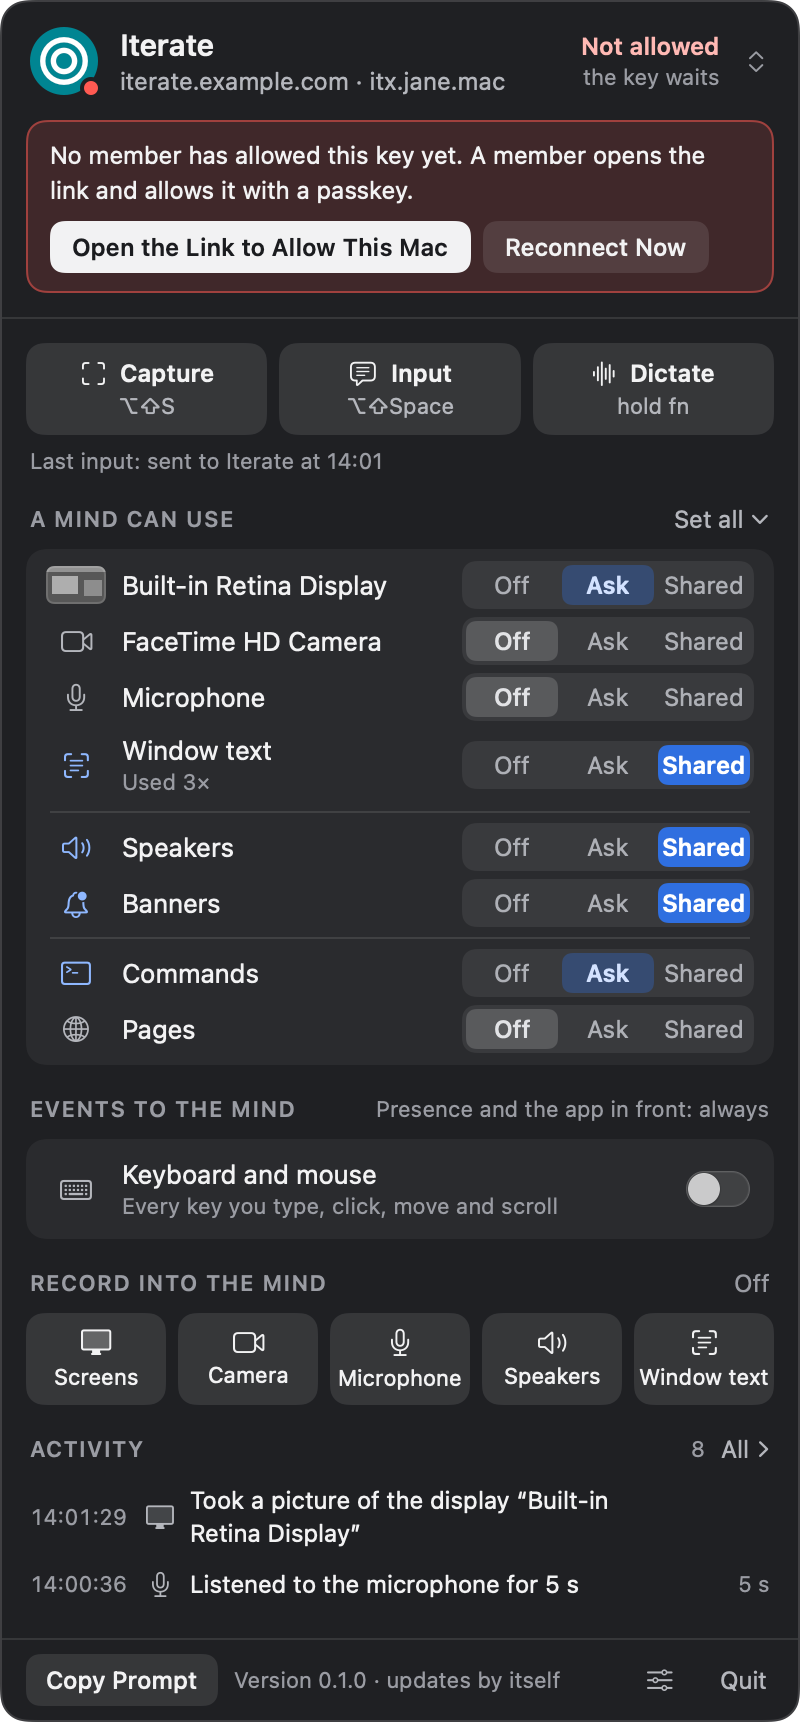 Iterate
iterate.example.com · itx.jane.mac
Not allowed
the key waits
No member has allowed this key yet. A member opens the
link and allows it with a passkey.
Open the Link to Allow This Mac
Reconnect Now
Capture
⌥⇧S
Input
⌥⇧Space
Dictate
hold fn
Last input: sent to Iterate at 14:01
A MIND CAN USE
Set all
Built-in Retina Display
Off Ask Shared
FaceTime HD Camera
Off Ask Shared
Microphone
Off Ask Shared
Window text
Used 3×
Off Ask Shared
Speakers
Off Ask Shared
Banners
Off Ask Shared
Commands
Off Ask Shared
Pages
Off Ask Shared
EVENTS TO THE MIND
Presence and the app in front: always
Keyboard and mouse
Every key you type, click, move and scroll
RECORD INTO THE MIND
Off
Screens
Camera
Microphone
Speakers
Window text
ACTIVITY
8 All
14:01:29
Took a picture of the display “Built-in
Retina Display”
14:00:36
Listened to the microphone for 5 s
5 s
Copy Prompt
Version 0.1.0 · updates by itself
Quit